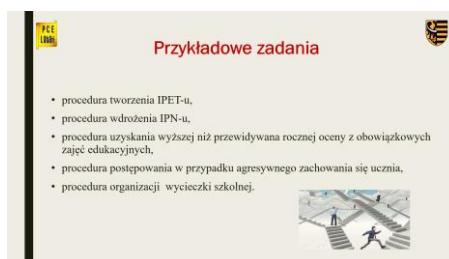 PCE
LUBAŃ
Przykładowe zadania
• procedura tworzenia IPET-u,
• procedura wdrożenia IPN-u,
• procedura uzyskania wyższej niż przewidywana rocznej oceny z obowiązkowych
zajęć edukacyjnych,
• procedura postępowania w przypadku agresywnego zachowania się ucznia,
• procedura organizacji wycieczki szkolnej.